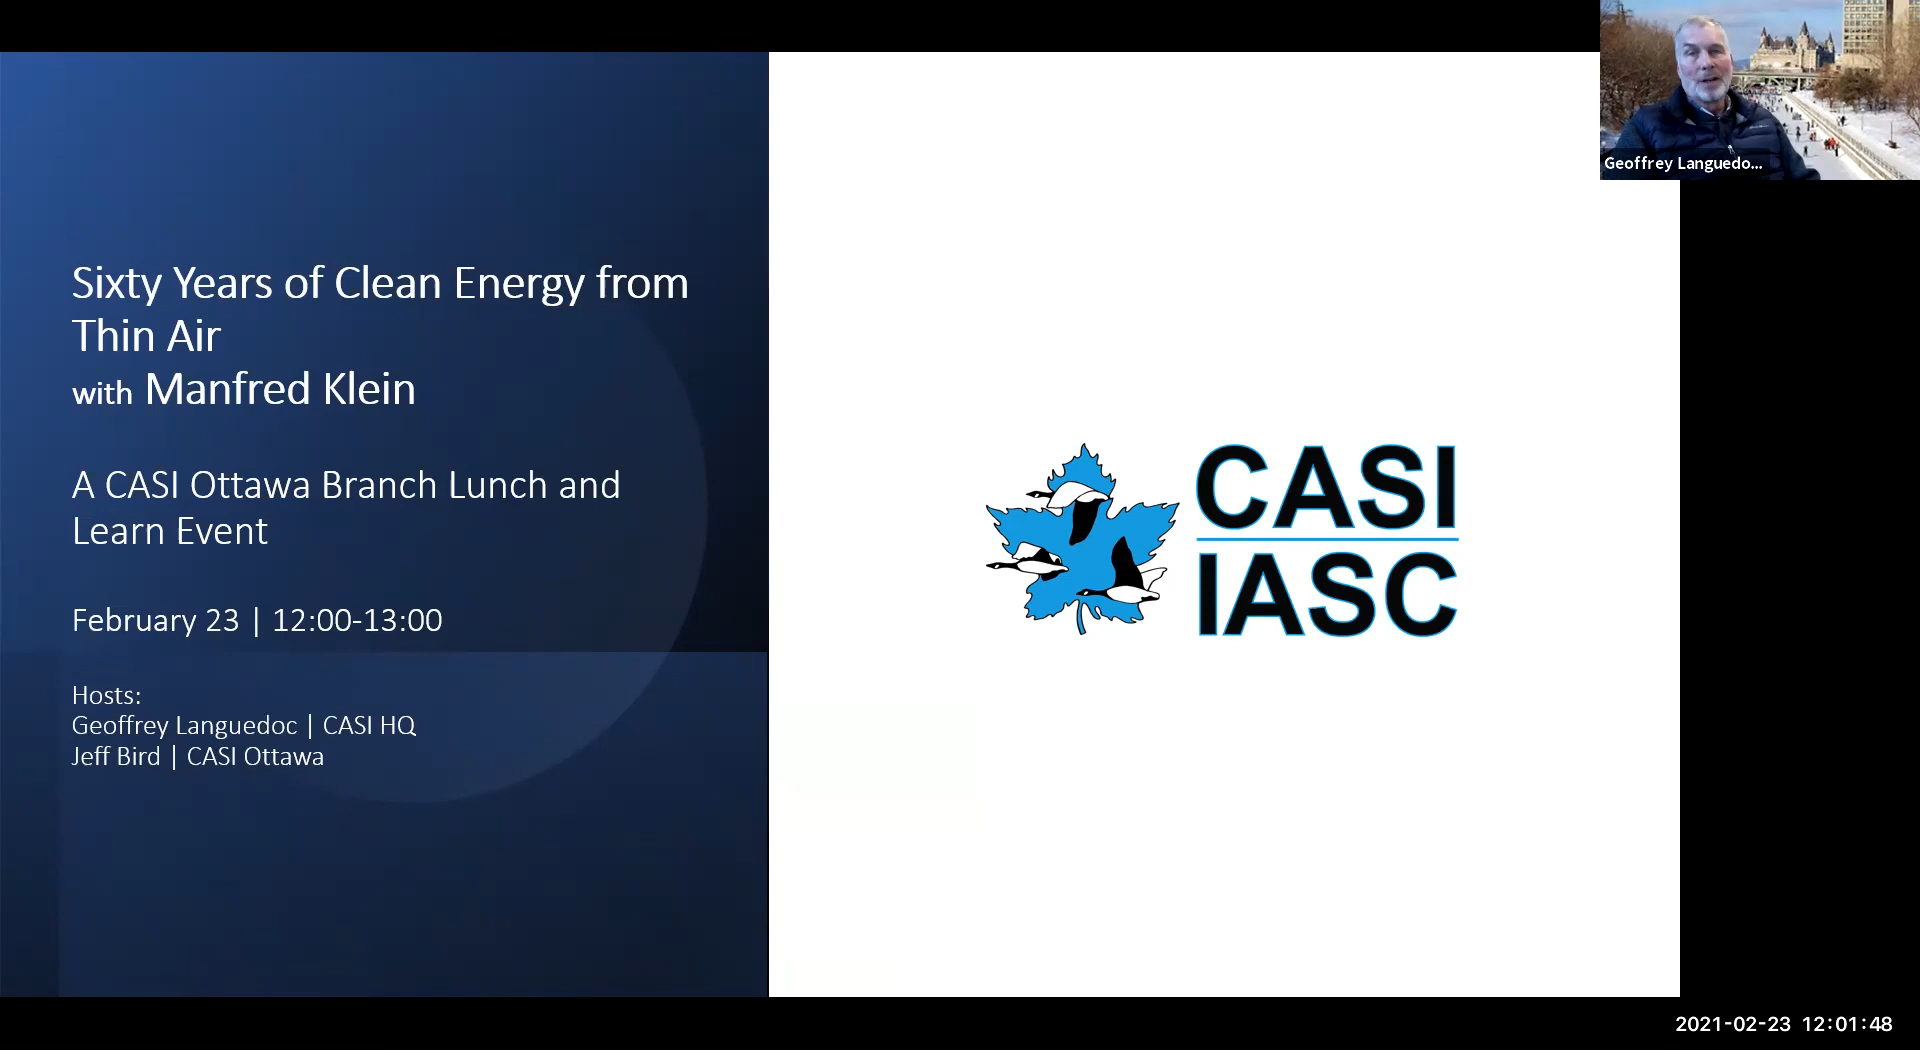 Sixty Years of Clean Energy from
Thin Air
with Manfred Klein
A CASI Ottawa Branch Lunch and
Learn Event
February 23 | 12:00-13:00
Hosts:
Geoffrey Languedoc | CASI HQ
Jeff Bird | CASI Ottawa
CASI
IASC
Geoffrey Languedo...
2021-02-23 12:01:48